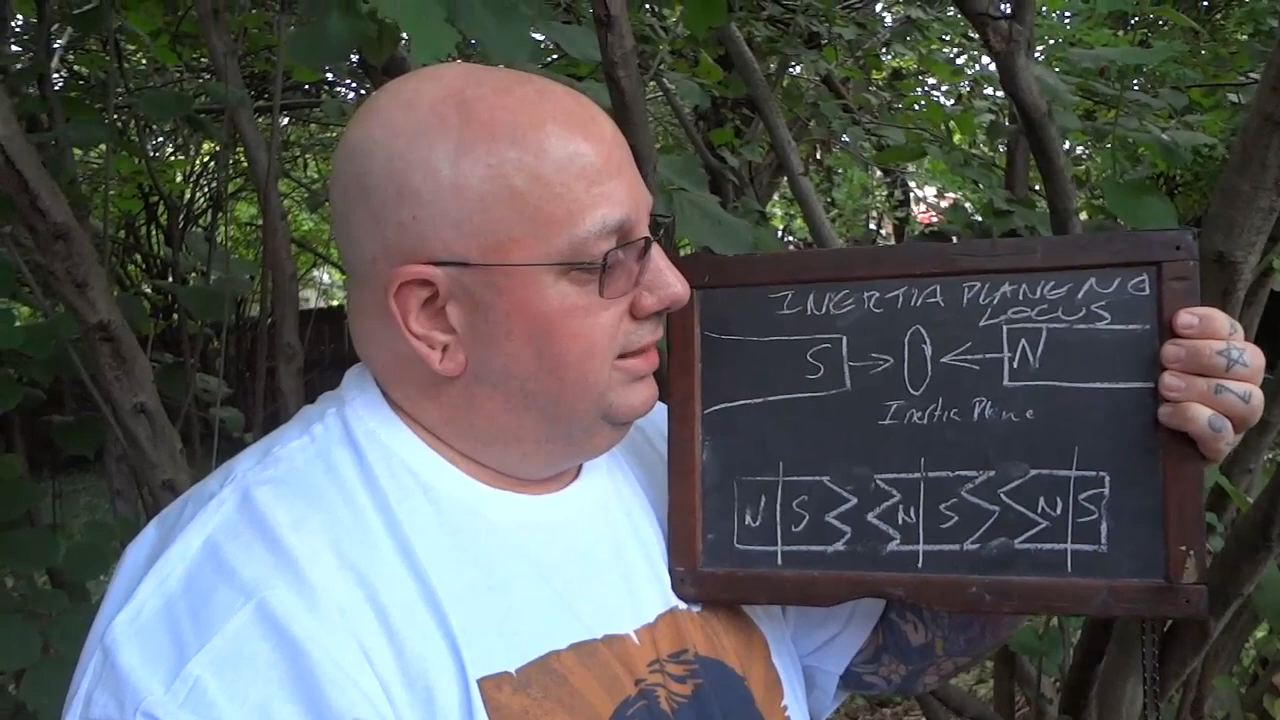 INERTIA PLANE NO
LOCUS
S N
Inertia Plane
N S N S N S